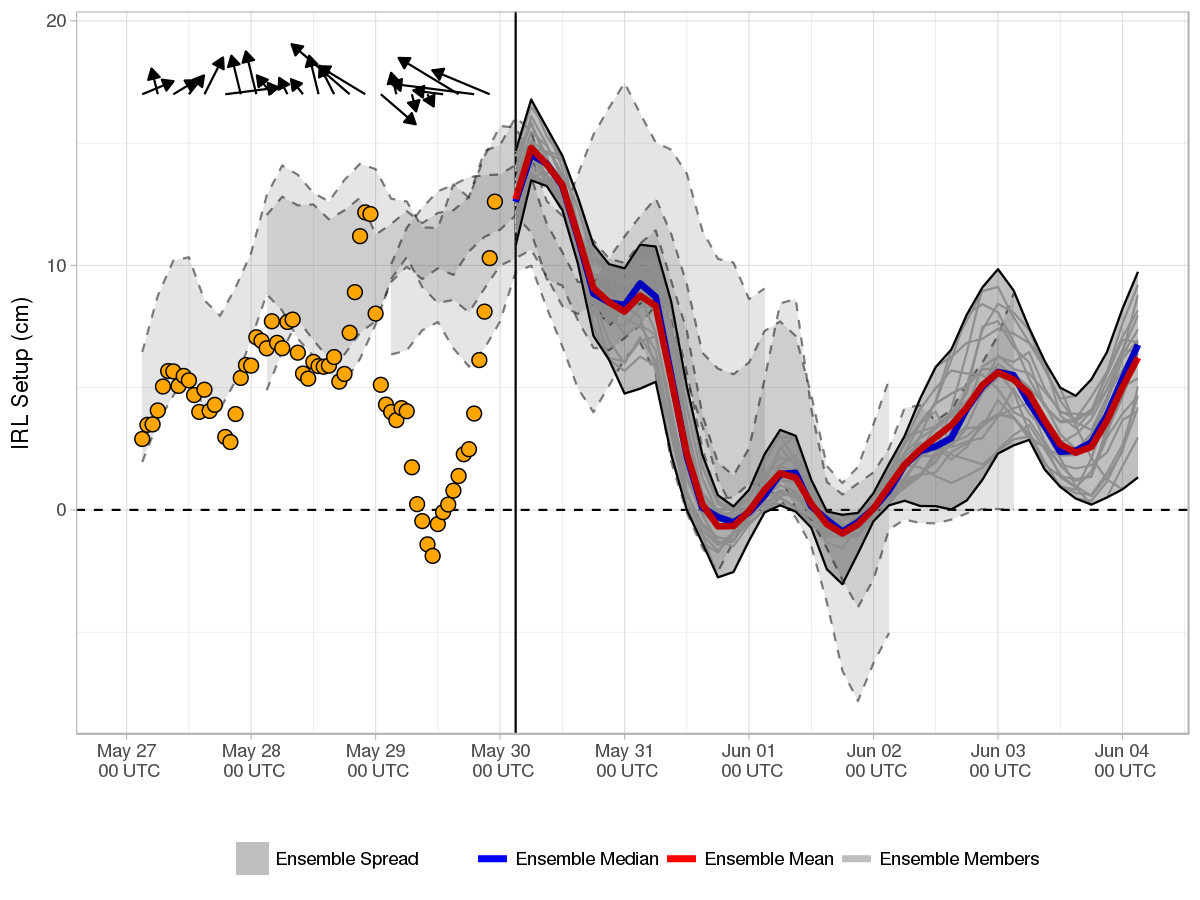 20
10
0
IRL Setup (cm)
May 27
00 UTC
May 28
00 UTC
May 29
00 UTC
May 30
00 UTC
May 31
00 UTC
Jun 01
00 UTC
Jun 02
00 UTC
Jun 03
00 UTC
Jun 04
00 UTC
Ensemble Spread
Ensemble Median
Ensemble Mean
Ensemble Members